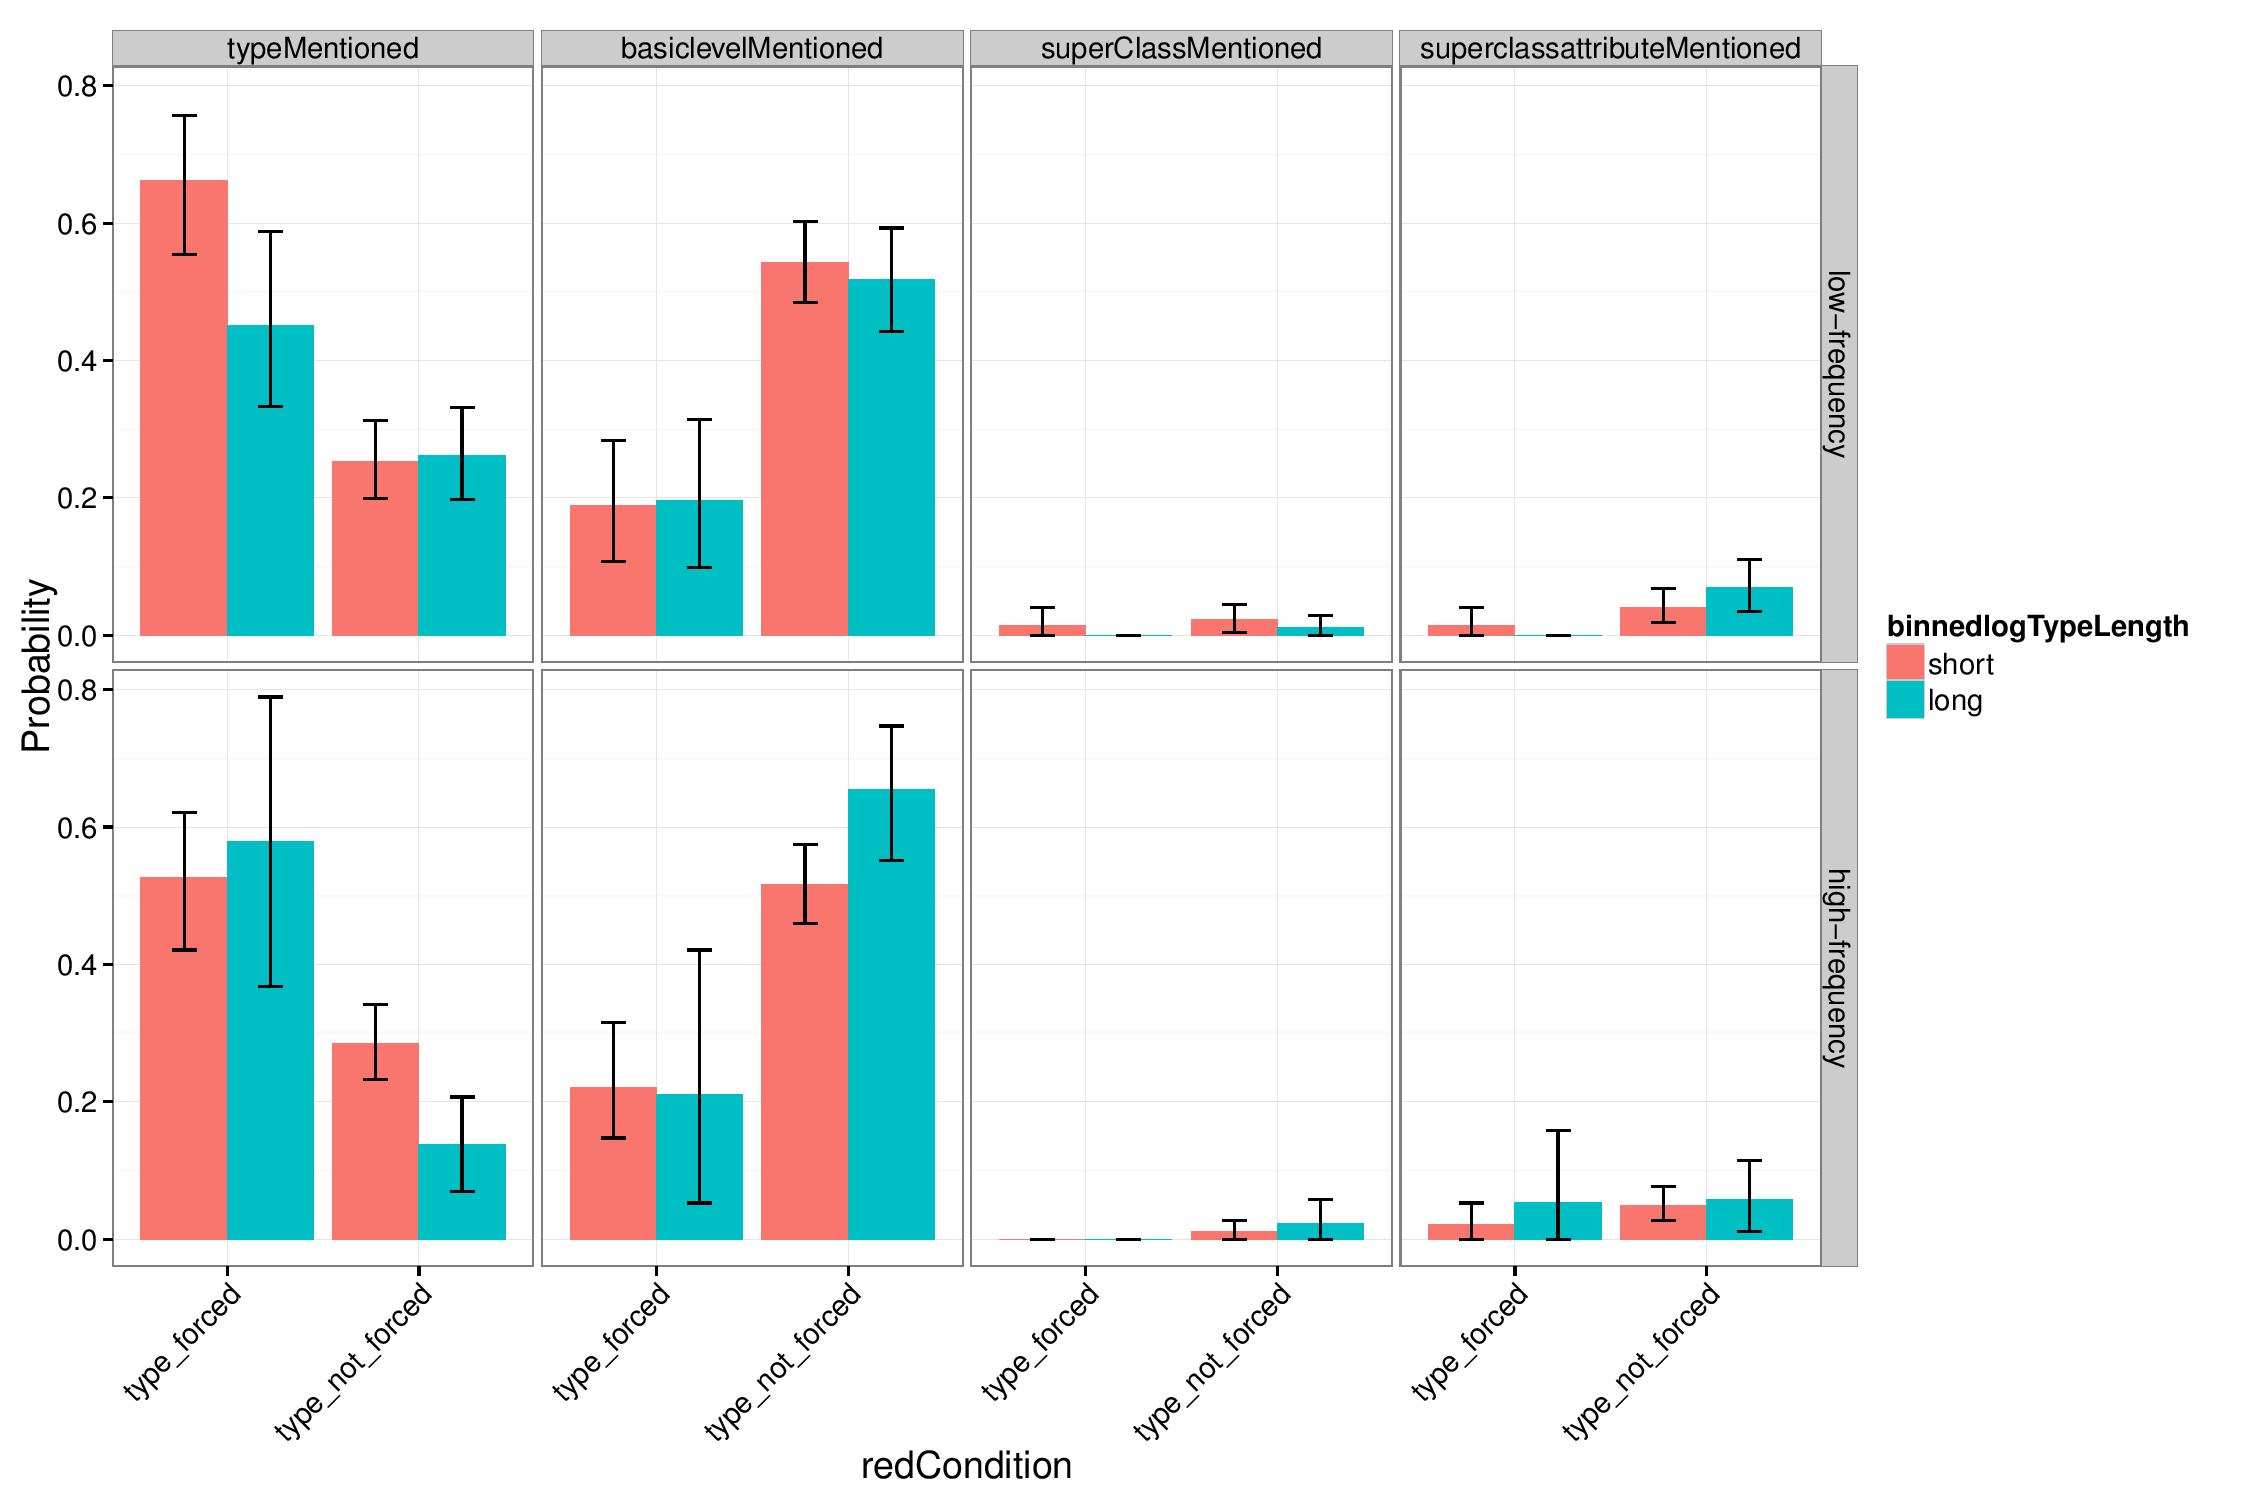 typeMentioned
basiclevelMentioned
superClassMentioned
superclassattributeMentioned
Probability
0.8
0.6
0.4
0.2
0.0
low−frequency
0.8
0.6
0.4
0.2
0.0
high−frequency
type_forced
type_not_forced
type_forced
type_not_forced
type_forced
type_not_forced
type_forced
type_not_forced
redCondition
binnedlogTypeLength
short
long